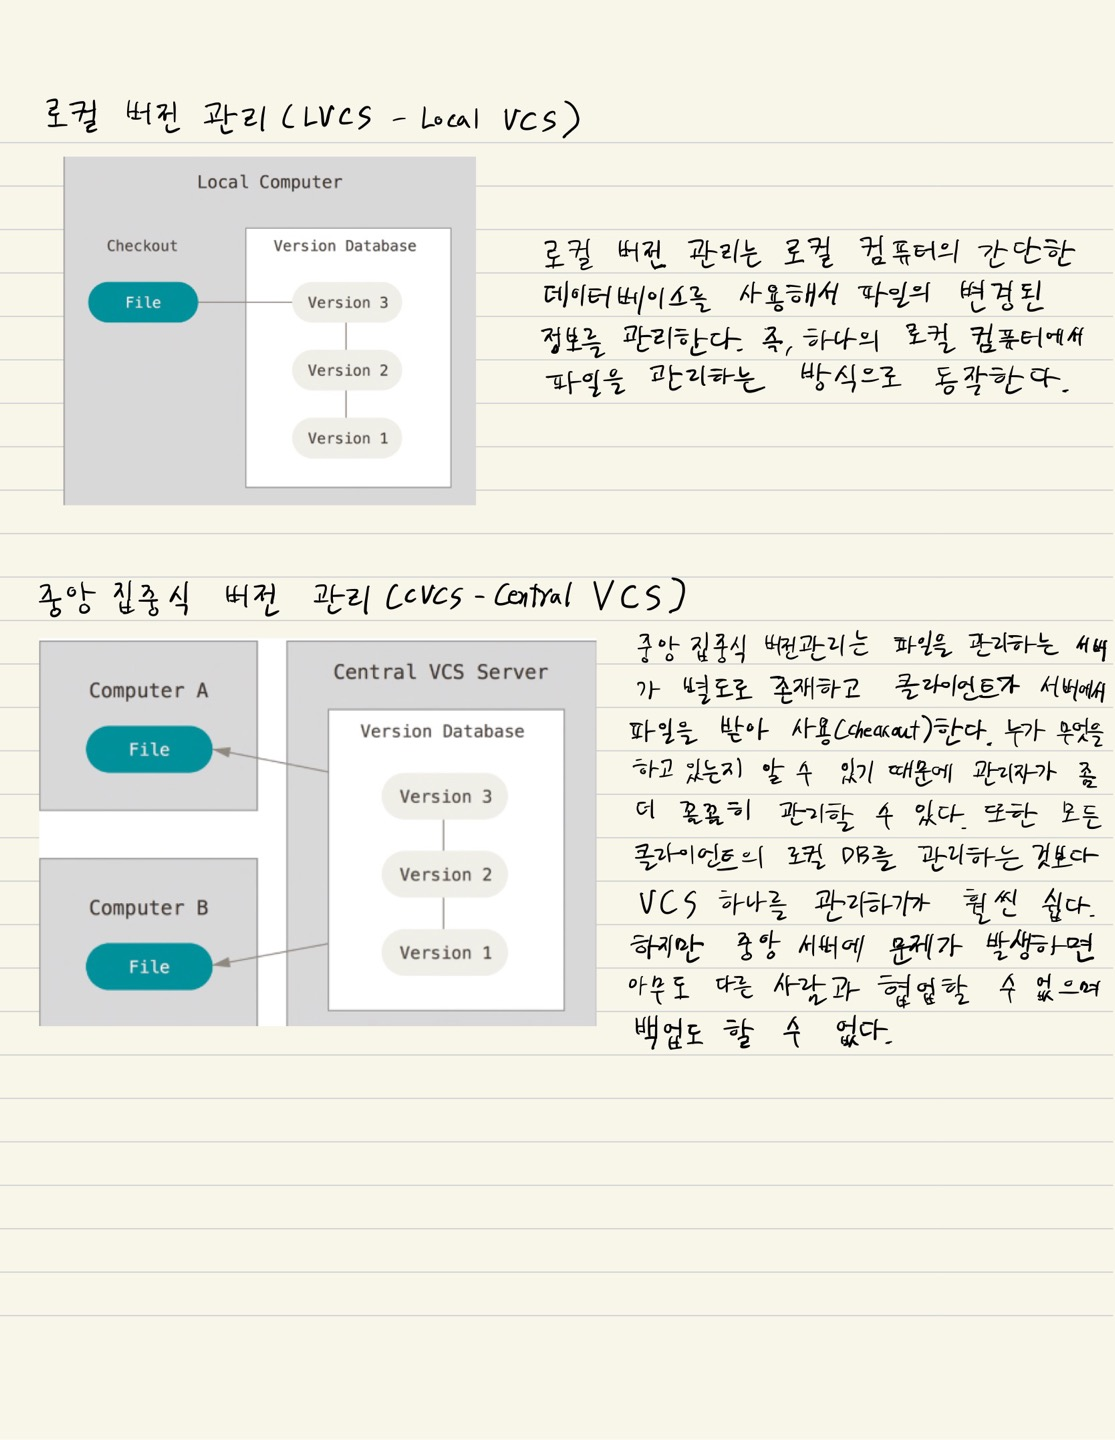 로컬 버전 관리 (LVCS - Local VCS)
Local Computer
Checkout
Version Database
File
Version 3
Version 2
Version 1
로컬 버전 관리는 로컬 컴퓨터의 간단한
데이터베이스를 사용해서 파일의 변경된
정보를 관리한다. 즉, 하나의 로컬 컴퓨터에서
파일을 관리하는 방식으로 동작한다.
중앙 집중식 버전 관리 (CVCS - Central VCS)
Computer A
File
Computer B
File
Central VCS Server
Version Database
Version 3
Version 2
Version 1
중앙 집중식 버전관리는 파일을 관리하는 서버
가 별도로 존재하고 클라이언트가 서버에서
파일을 받아 사용(checkout)한다. 누가 무엇을
하고 있는지 알 수 있기 때문에 관리자가 좀
더 꼼꼼히 관리할 수 있다. 또한 모든
클라이언트의 로컬 DB를 관리하는 것보다
VCS 하나를 관리하기가 훨씬 쉽다.
하지만 중앙 서버에 문제가 발생하면
아무도 다른 사람과 협업할 수 없으며
백업도 할 수 없다.